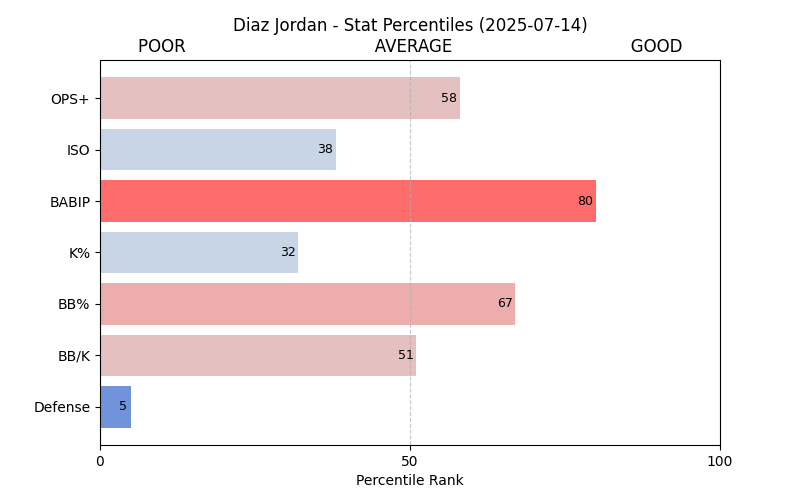 Diaz Jordan - Stat Percentiles (2025-07-14)
POOR AVERAGE GOOD
OPS+ 58
ISO 38
BABIP 80
K% 32
BB% 67
BB/K 51
Defense 5
0 50 100
Percentile Rank